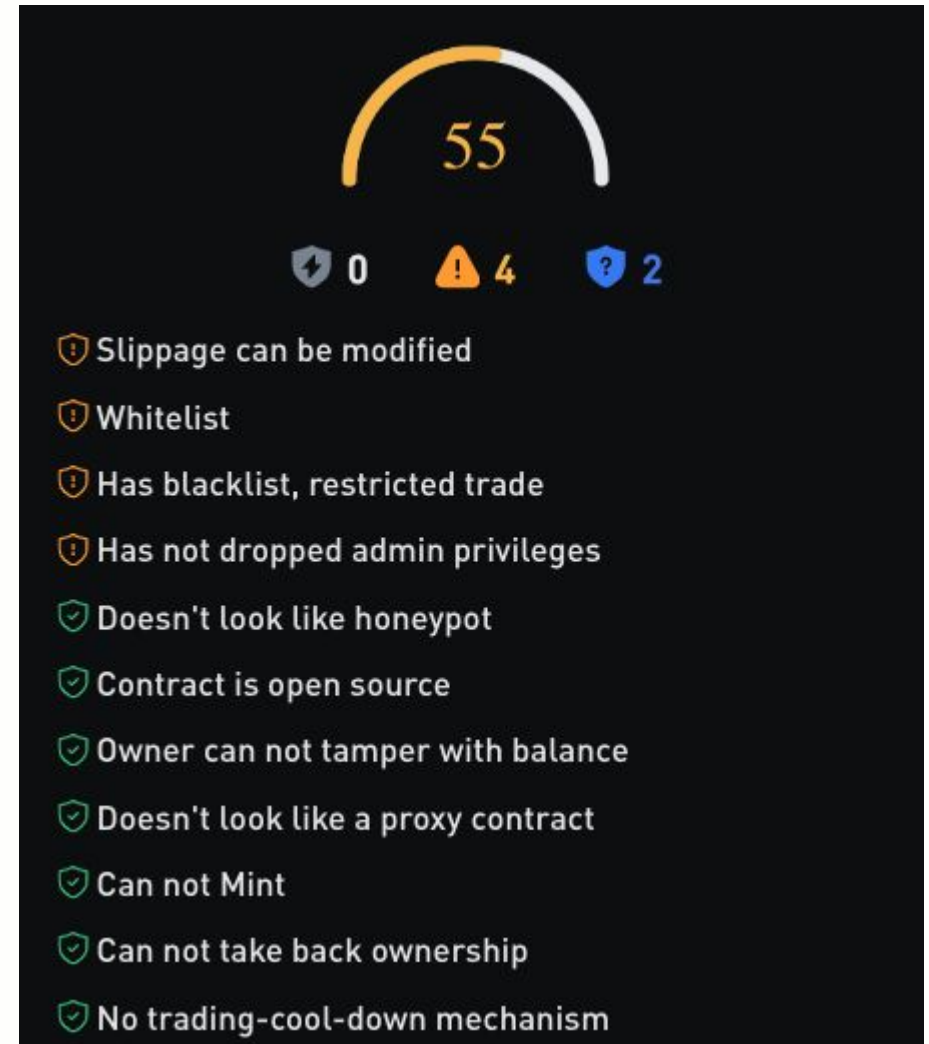 55
0 4 2
Slippage can be modified
Whitelist
Has blacklist, restricted trade
Has not dropped admin privileges
Doesn't look like honeypot
Contract is open source
Owner can not tamper with balance
Doesn't look like a proxy contract
Can not Mint
Can not take back ownership
No trading-cool-down mechanism